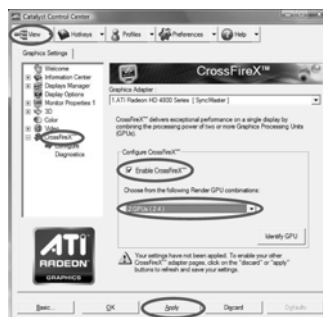 Catalyst Control Center
View
Hotkeys
Profiles
Preferences
Help
Graphics Settings
Welcome
Information Center
Displays Manager
Display Options
Monitor Properties 1
3D
Color
Video
CrossFireX
Configure
Diagnostics
ATI
RADEON
GRAPHICS
CrossFireX™
Graphics Adapter:
1.ATI Radeon HD 4800 Series [ SyncMaster ]
CrossFireX™ delivers exceptional performance on a single display by
combining the processing power of two or more Graphics Processing Units
(GPUs).
Configure CrossFireX™
Enable CrossFireX™
Choose from the following Render GPU combinations:
2 GPUs (2 4)
Identify GPU
Your settings have not been applied. To enable your other
CrossFireX™ adapter pages, click on the "discard" or "apply"
buttons to refresh and save your settings.
Basic...
OK
Apply
Discard
Defaults